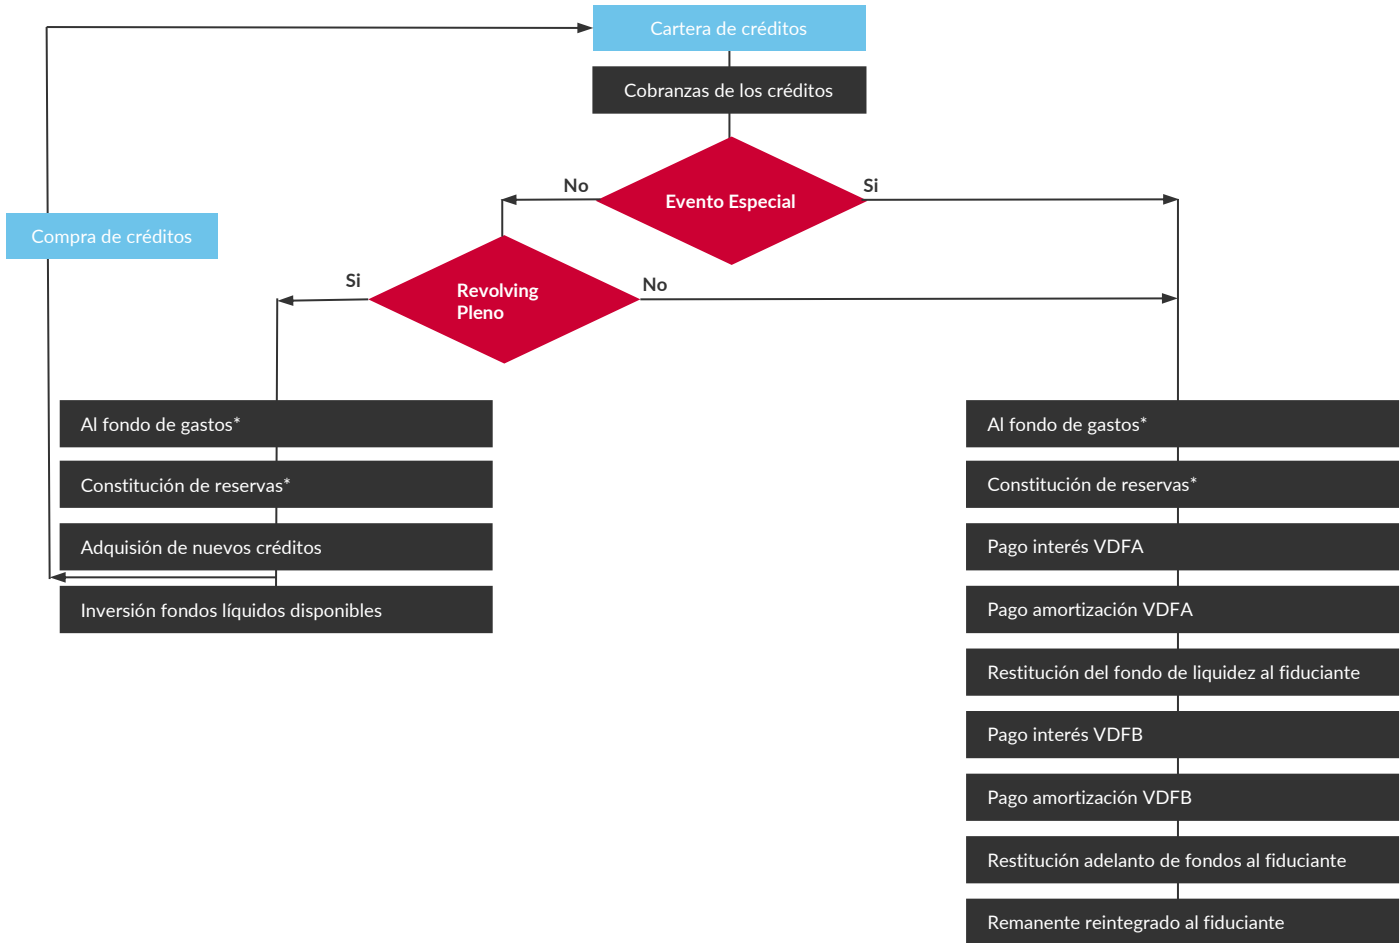 Cartera de créditos
Cobranzas de los créditos
No
Evento Especial
Si
Compra de créditos
Si
Revolving
Pleno
No
Al fondo de gastos*
Constitución de reservas*
Adquisión de nuevos créditos
Inversión fondos líquidos disponibles
Al fondo de gastos*
Constitución de reservas*
Pago interés VDFA
Pago amortización VDFA
Restitución del fondo de liquidez al fiduciante
Pago interés VDFB
Pago amortización VDFB
Restitución adelanto de fondos al fiduciante
Remanente reintegrado al fiduciante